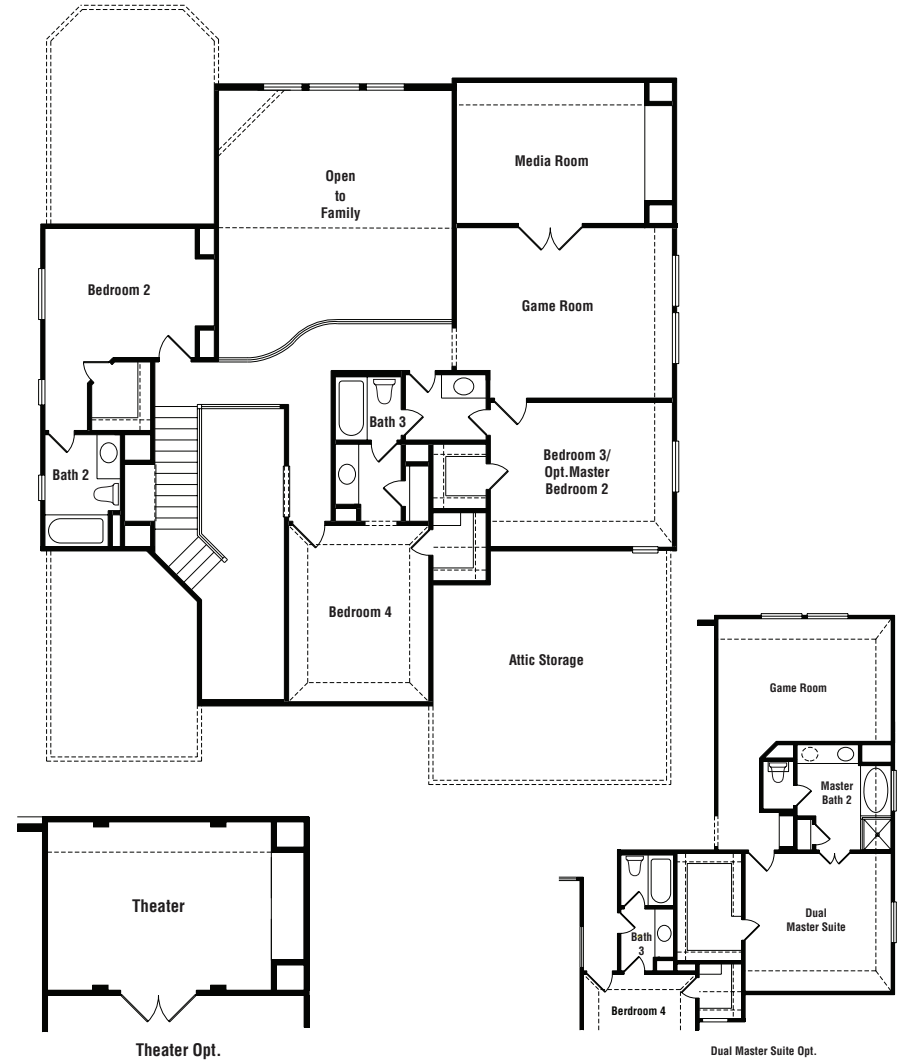 Media Room
Open
to
Family
Bedroom 2
Game Room
Bath 3
Bedroom 3/
Opt.Master
Bedroom 2
Bath 2
Bedroom 4
Attic Storage
Game Room
Master
Bath 2
Theater
Dual
Master Suite
Bath
3
Berdroom 4
Theater Opt.
Dual Master Suite Opt.